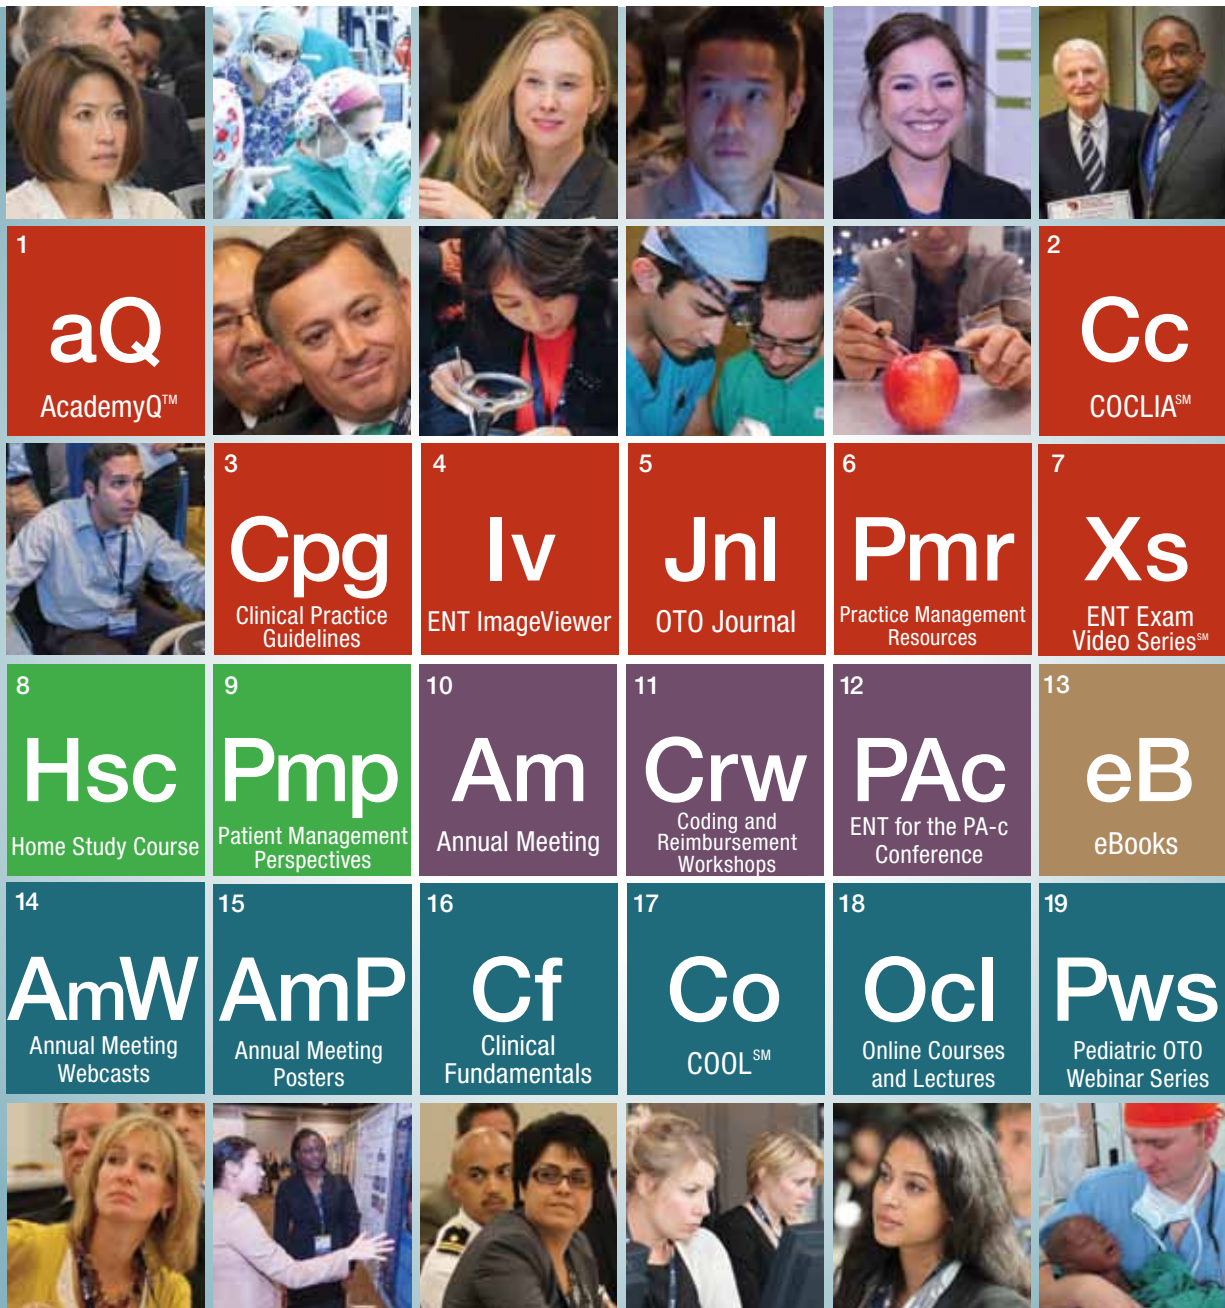 1
aQ
AcademyQ™
2
Cc
COCLIA℠
3
Cpg
Clinical Practice
Guidelines
4
Iv
ENT ImageViewer
5
Jnl
OTO Journal
6
Pmr
Practice Management
Resources
7
Xs
ENT Exam
Video Series℠
8
Hsc
Home Study Course
9
Pmp
Patient Management
Perspectives
10
Am
Annual Meeting
11
Crw
Coding and
Reimbursement
Workshops
12
PAc
ENT for the PA-c
Conference
13
eB
eBooks
14
AmW
Annual Meeting
Webcasts
15
AmP
Annual Meeting
Posters
16
Cf
Clinical
Fundamentals
17
Co
COOL℠
18
Ocl
Online Courses
and Lectures
19
Pws
Pediatric OTO
Webinar Series